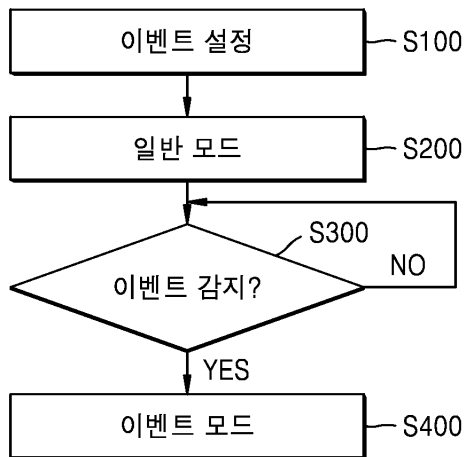 이벤트 설정 S100
일반 모드 S200
S300
이벤트 감지? NO
YES
이벤트 모드 S400